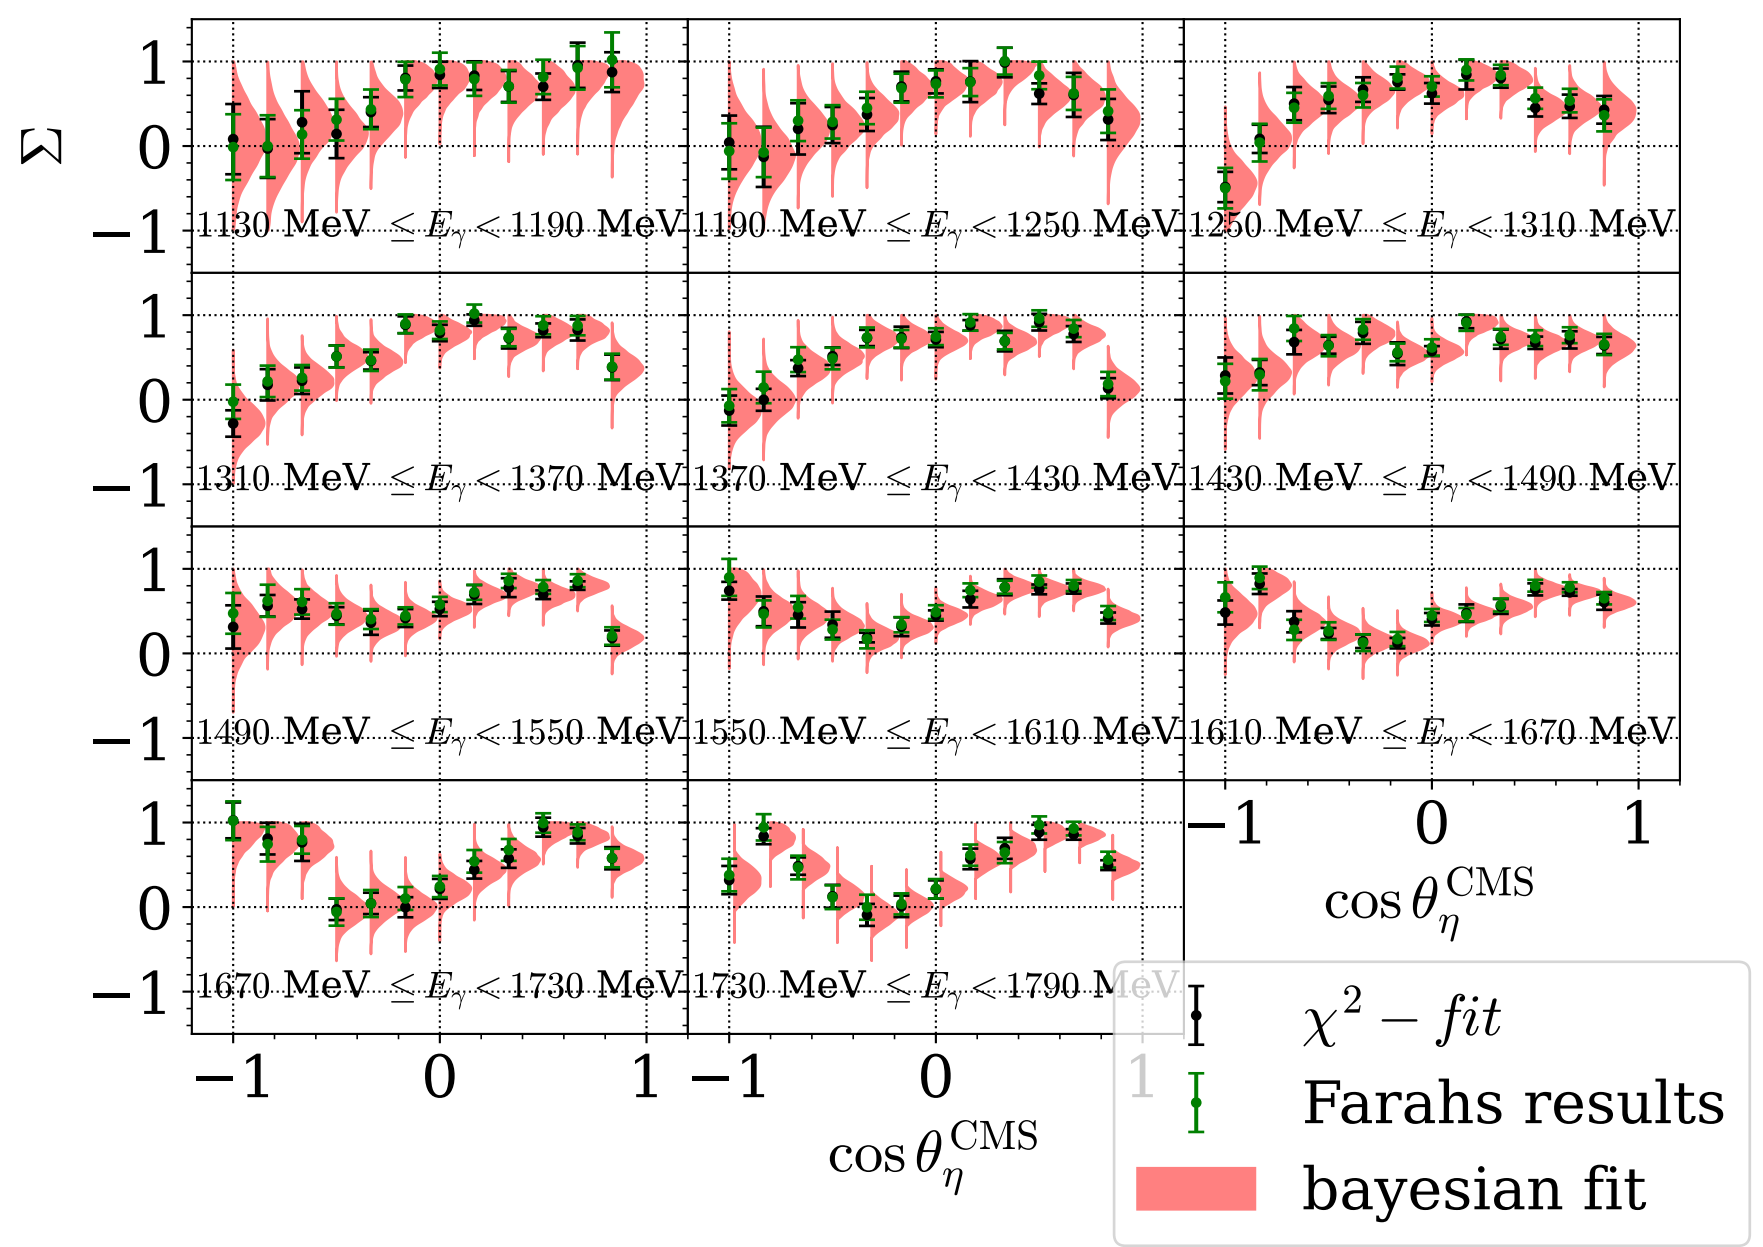 Σ
1
0
−1
1130 MeV ≤ E_γ < 1190 MeV
1190 MeV ≤ E_γ < 1250 MeV
1250 MeV ≤ E_γ < 1310 MeV
1
0
−1
1310 MeV ≤ E_γ < 1370 MeV
1370 MeV ≤ E_γ < 1430 MeV
1430 MeV ≤ E_γ < 1490 MeV
1
0
−1
1490 MeV ≤ E_γ < 1550 MeV
1550 MeV ≤ E_γ < 1610 MeV
1610 MeV ≤ E_γ < 1670 MeV
1
0
−1
1670 MeV ≤ E_γ < 1730 MeV
1730 MeV ≤ E_γ < 1790 MeV
−1 0 1
cos θ_η^CMS
−1 0 1
−1 0 1
cos θ_η^CMS
χ² − fit
Farahs results
bayesian fit